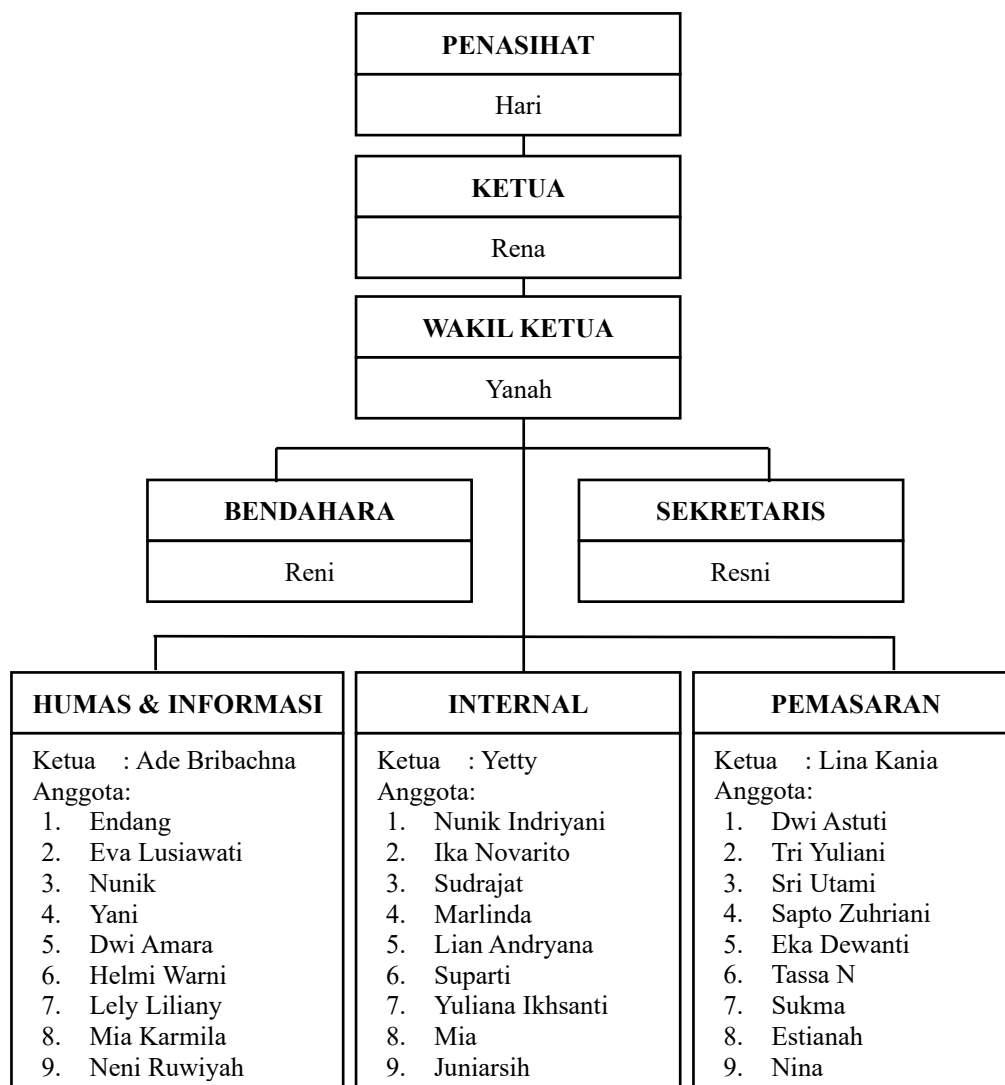 PENASIHAT
Hari
KETUA
Rena
WAKIL KETUA
Yanah
BENDAHARA
Reni
SEKRETARIS
Resni
HUMAS & INFORMASI
Ketua : Ade Bribachna
Anggota:
1. Endang
2. Eva Lusiawati
3. Nunik
4. Yani
5. Dwi Amara
6. Helmi Warni
7. Lely Liliany
8. Mia Karmila
9. Neni Ruwiyah
INTERNAL
Ketua : Yetty
Anggota:
1. Nunik Indriyani
2. Ika Novarito
3. Sudrajat
4. Marlinda
5. Lian Andryana
6. Suparti
7. Yuliana Ikhsanti
8. Mia
9. Juniarsih
PEMASARAN
Ketua : Lina Kania
Anggota:
1. Dwi Astuti
2. Tri Yuliani
3. Sri Utami
4. Sapto Zuhriani
5. Eka Dewanti
6. Tassa N
7. Sukma
8. Estianah
9. Nina